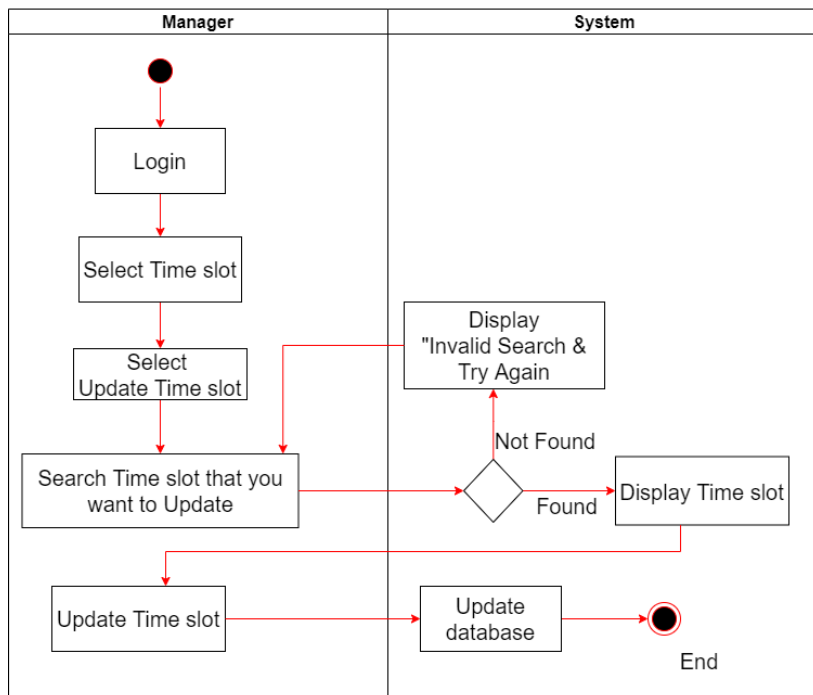 Manager
System
Login
Select Time slot
Select
Update Time slot
Display
"Invalid Search &
Try Again
Not Found
Search Time slot that you
want to Update
Found
Display Time slot
Update Time slot
Update
database
End